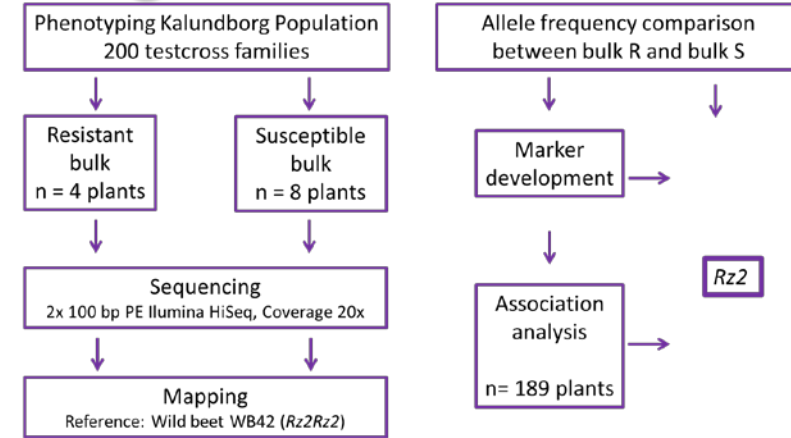 Phenotyping Kalundborg Population
200 testcross families
Resistant
bulk
n = 4 plants
Susceptible
bulk
n = 8 plants
Sequencing
2x 100 bp PE Ilumina HiSeq, Coverage 20x
Mapping
Reference: Wild beet WB42 (Rz2Rz2)
Allele frequency comparison
between bulk R and bulk S
Marker
development
Association
analysis
n= 189 plants
Rz2